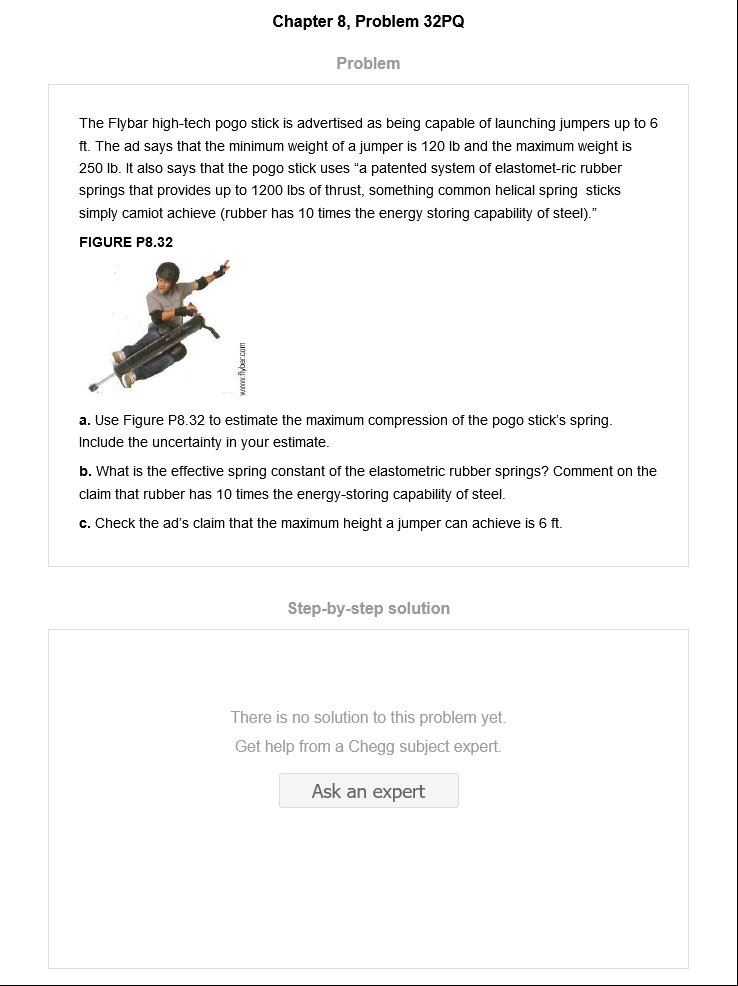 Chapter 8, Problem 32PQ
Problem
The Flybar high-tech pogo stick is advertised as being capable of launching jumpers up to 6
ft. The ad says that the minimum weight of a jumper is 120 lb and the maximum weight is
250 lb. It also says that the pogo stick uses “a patented system of elastomet-ric rubber
springs that provides up to 1200 lbs of thrust, something common helical spring  sticks
simply camiot achieve (rubber has 10 times the energy storing capability of steel).”
FIGURE P8.32
www.flybar.com
a. Use Figure P8.32 to estimate the maximum compression of the pogo stick’s spring.
Include the uncertainty in your estimate.
b. What is the effective spring constant of the elastometric rubber springs? Comment on the
claim that rubber has 10 times the energy-storing capability of steel.
c. Check the ad’s claim that the maximum height a jumper can achieve is 6 ft.
Step-by-step solution
There is no solution to this problem yet.
Get help from a Chegg subject expert.
Ask an expert